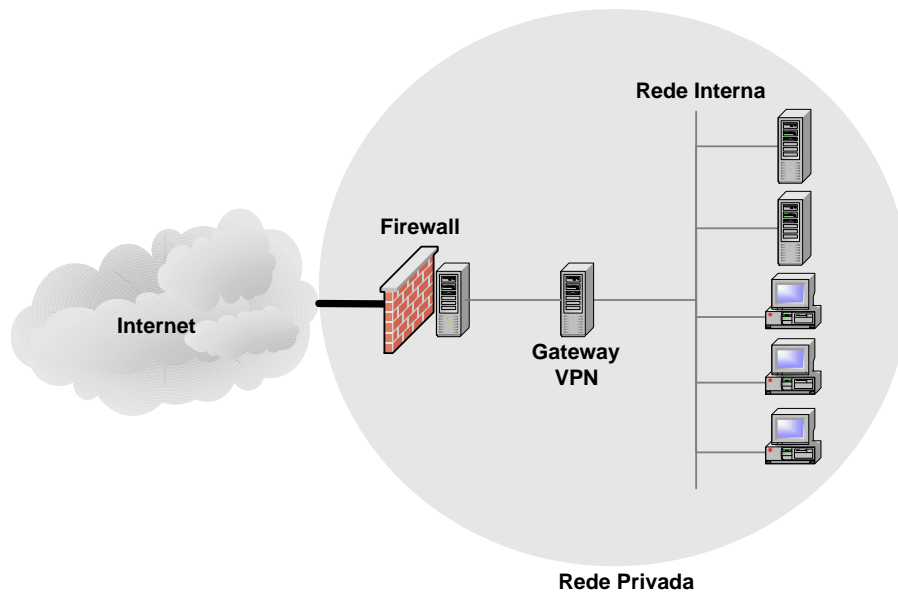 Rede Interna
Firewall
Internet
Gateway
VPN
Rede Privada